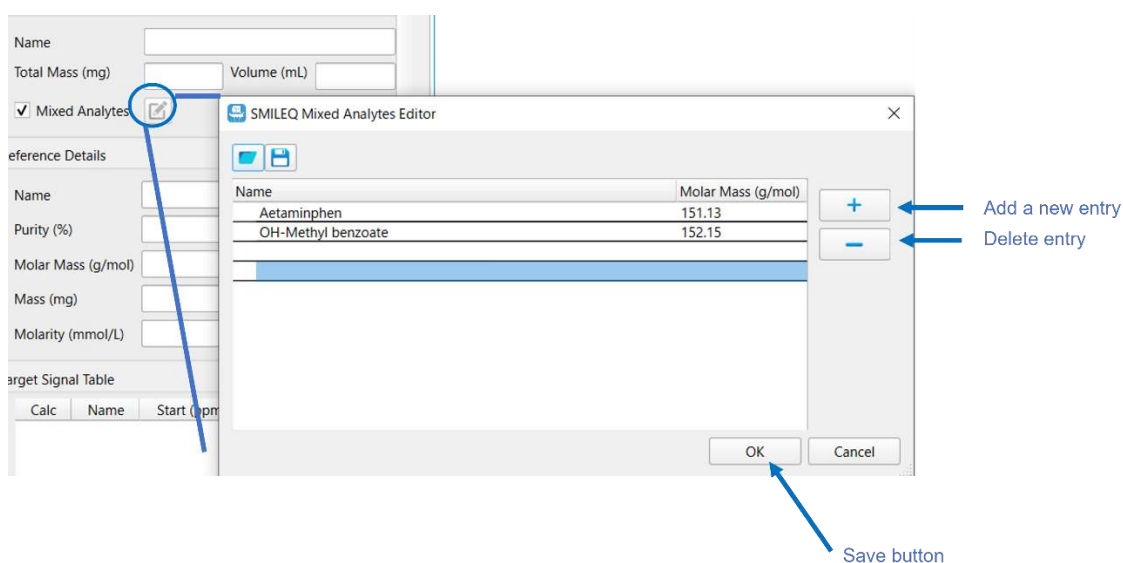 Name
Total Mass (mg) Volume (mL)
Mixed Analytes
SMILEQ Mixed Analytes Editor
eference Details
Name
Purity (%)
Molar Mass (g/mol)
Mass (mg)
Molarity (mmol/L)
arget Signal Table
Calc Name Start (ppm
Name Molar Mass (g/mol)
Aetaminphen 151.13
OH-Methyl benzoate 152.15
Add a new entry
Delete entry
OK Cancel
Save button